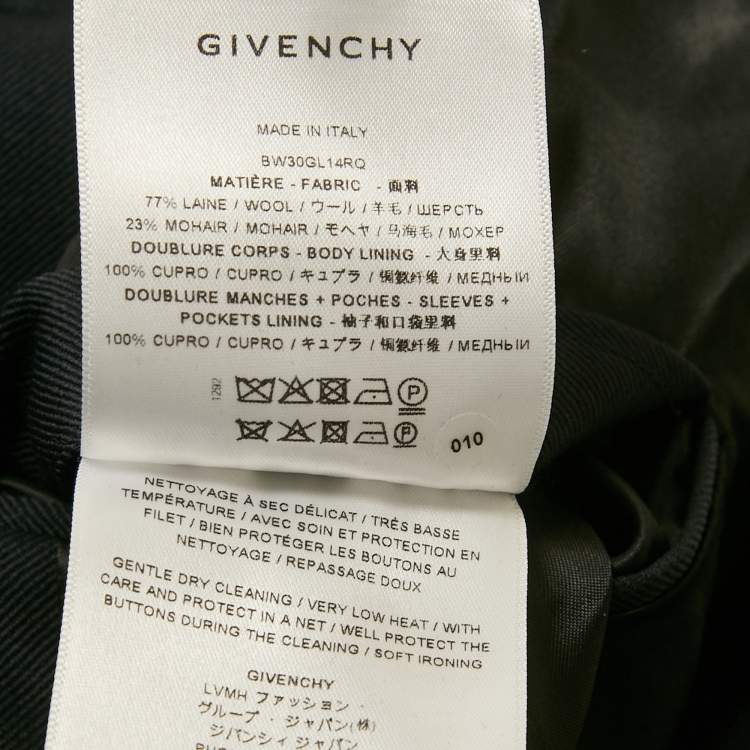 GIVENCHY
MADE IN ITALY
BW30GL14RQ
MATIÈRE - FABRIC - 面料
77% LAINE / WOOL / ウール / 羊毛 / ШЕРСТЬ
23% MOHAIR / MOHAIR / モヘヤ / 马海毛 / МОХЕР
DOUBLURE CORPS - BODY LINING - 大身里料
100% CUPRO / CUPRO / キュプラ / 铜氨纤维 / МЕДНЫЙ
DOUBLURE MANCHES + POCHES - SLEEVES +
POCKETS LINING - 袖子和口袋里料
100% CUPRO / CUPRO / キュプラ / 铜氨纤维 / МЕДНЫЙ
1292
P
P
010
NETTOYAGE À SEC DÉLICAT / TRÈS BASSE
TEMPÉRATURE / AVEC SOIN ET PROTECTION EN
FILET / BIEN PROTÉGER LES BOUTONS AU
NETTOYAGE / REPASSAGE DOUX
GENTLE DRY CLEANING / VERY LOW HEAT / WITH
CARE AND PROTECT IN A NET / WELL PROTECT THE
BUTTONS DURING THE CLEANING / SOFT IRONING
GIVENCHY
LVMH ファッション・
グループ・ジャパン(株)
ジバンシィ ジャパン